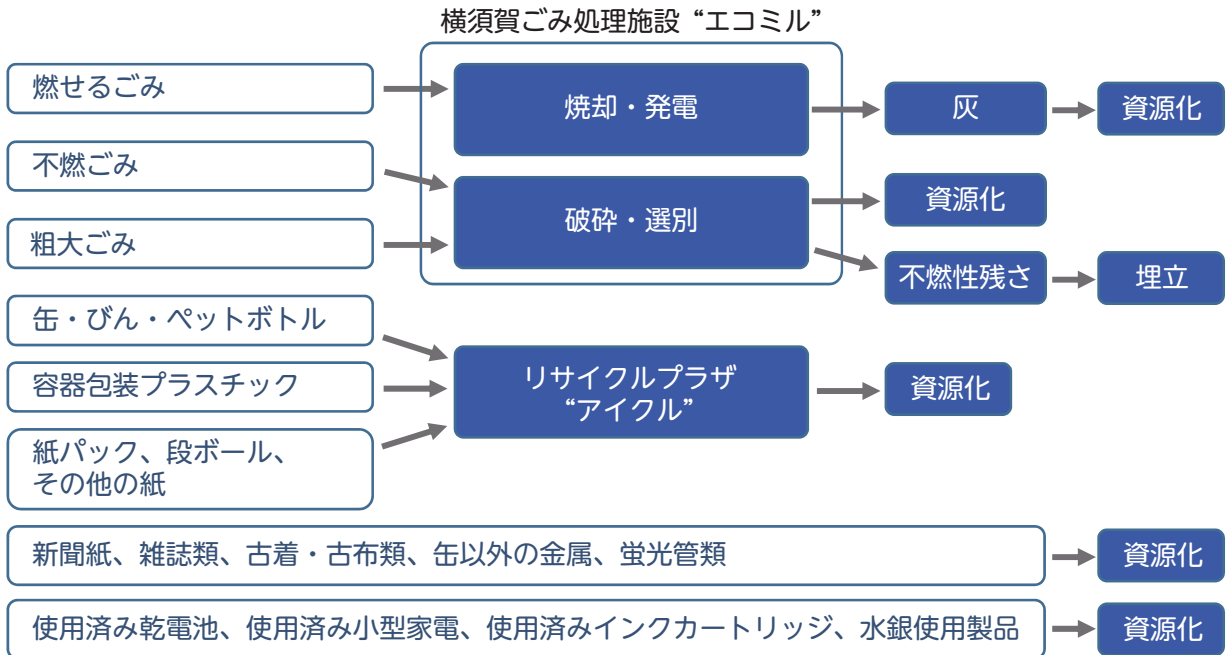 横須賀ごみ処理施設 “エコミル”
燃せるごみ
焼却・発電
灰
資源化
不燃ごみ
粗大ごみ
破砕・選別
資源化
不燃性残さ
埋立
缶・びん・ペットボトル
容器包装プラスチック
紙パック、段ボール、
その他の紙
リサイクルプラザ
“アイクル”
資源化
新聞紙、雑誌類、古着・古布類、缶以外の金属、蛍光管類
資源化
使用済み乾電池、使用済み小型家電、使用済みインクカートリッジ、水銀使用製品
資源化